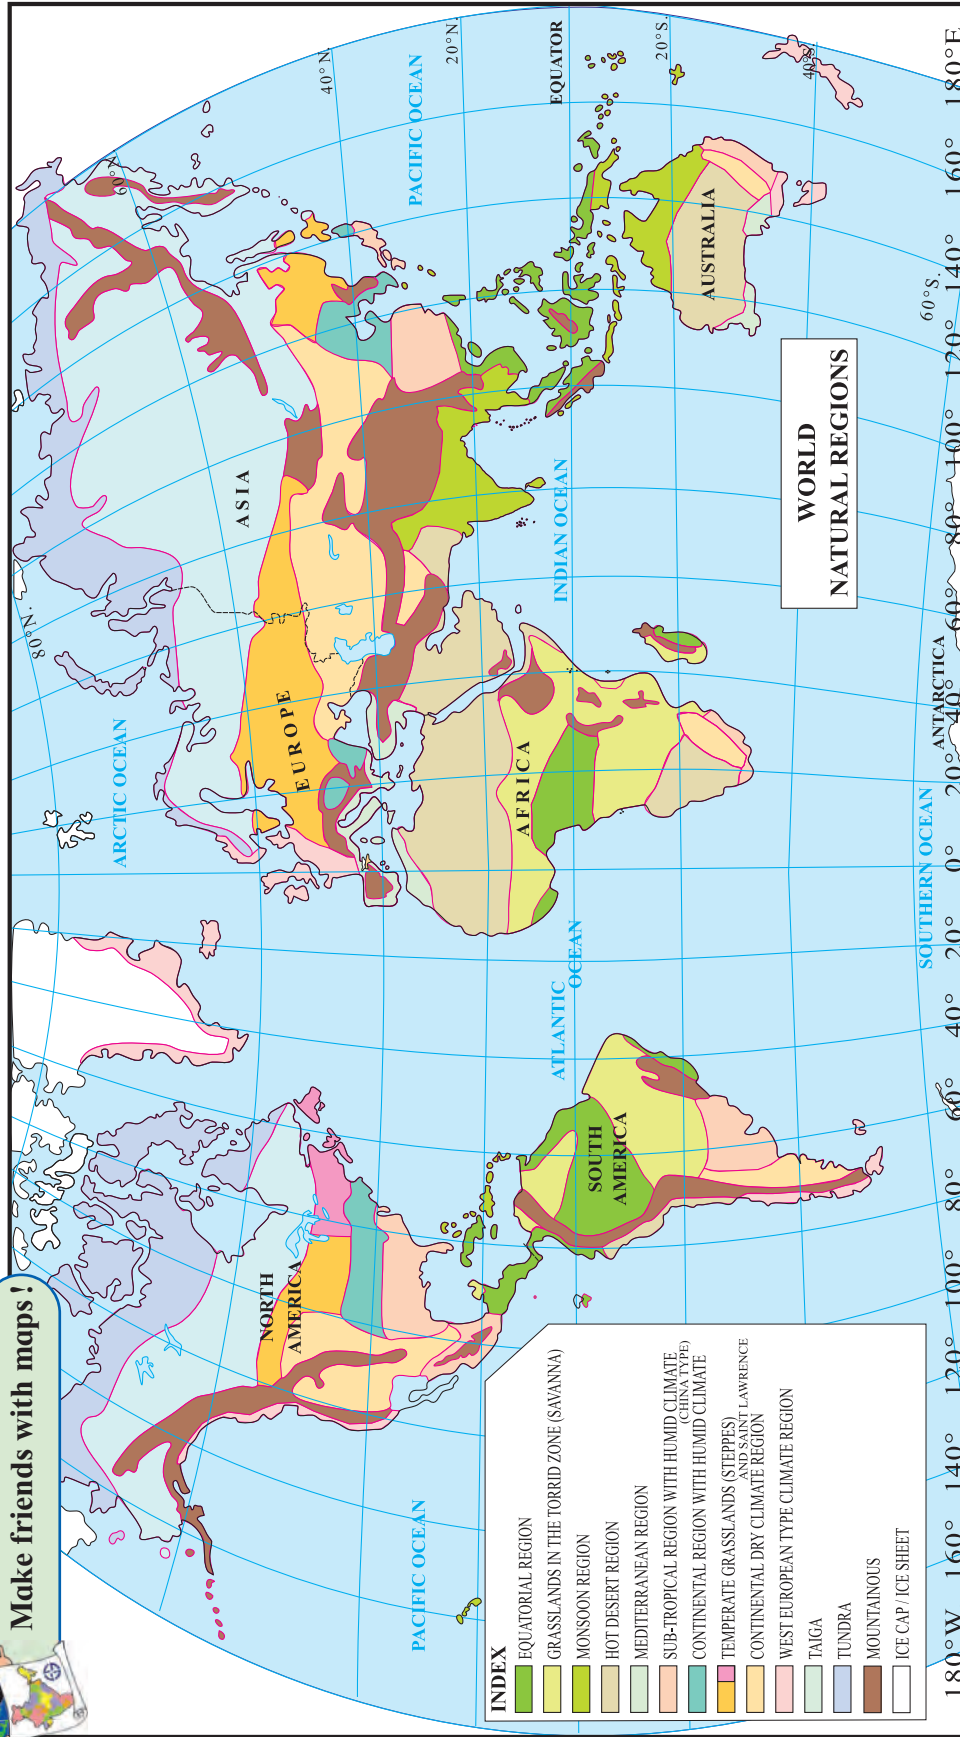 Make friends with maps!
ARCTIC OCEAN
80°N.
60°N.
40°N.
20°N.
EQUATOR
20°S.
40°S.
60°S.
PACIFIC OCEAN
PACIFIC OCEAN
ATLANTIC
OCEAN
INDIAN OCEAN
SOUTHERN OCEAN
ANTARCTICA
NORTH
AMERICA
SOUTH
AMERICA
EUROPE
ASIA
AFRICA
AUSTRALIA
WORLD
NATURAL REGIONS
INDEX
EQUATORIAL REGION
GRASSLANDS IN THE TORRID ZONE (SAVANNA)
MONSOON REGION
HOT DESERT REGION
MEDITERRANEAN REGION
SUB-TROPICAL REGION WITH HUMID CLIMATE
(CHINA TYPE)
CONTINENTAL REGION WITH HUMID CLIMATE
TEMPERATE GRASSLANDS (STEPPES)
AND SAINT LAWRENCE
CONTINENTAL DRY CLIMATE REGION
WEST EUROPEAN TYPE CLIMATE REGION
TAIGA
TUNDRA
MOUNTAINOUS
ICE CAP / ICE SHEET
180°W 160° 140° 120° 100° 80° 60° 40° 20° 0° 20° 40° 60° 80° 100° 120° 140° 160° 180°E